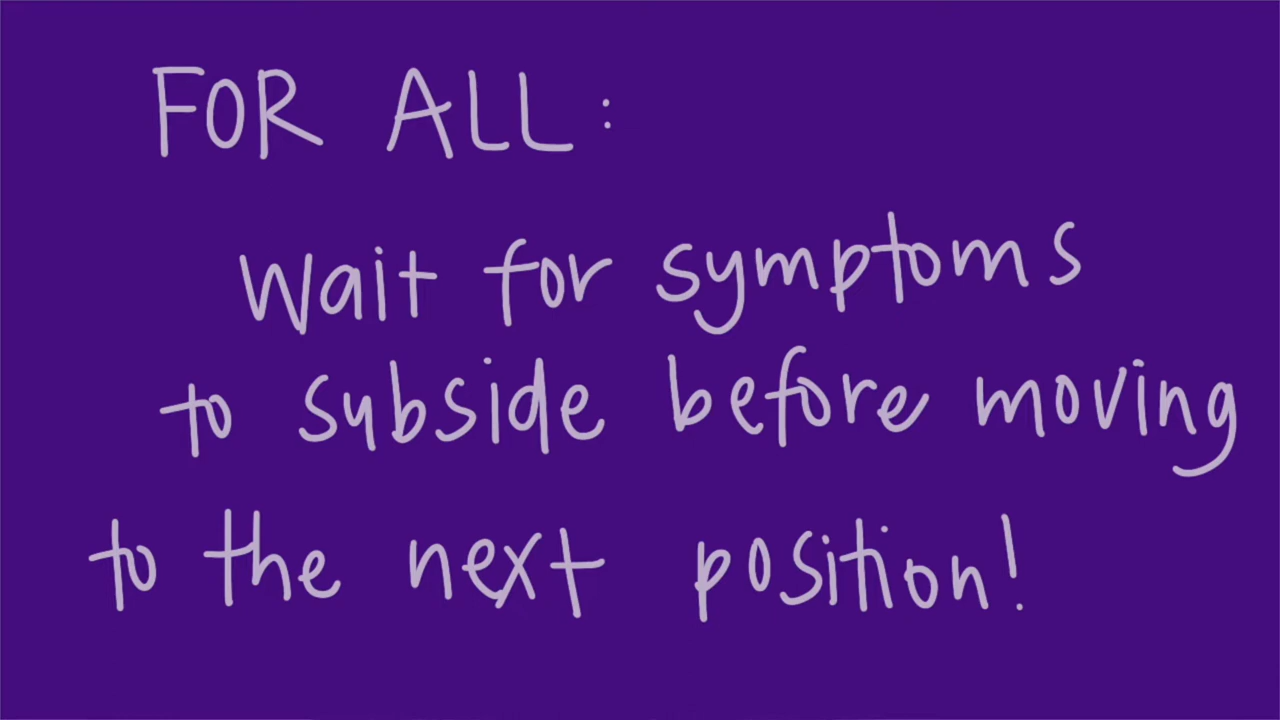 FOR ALL:
Wait for symptoms
to subside before moving
to the next position!